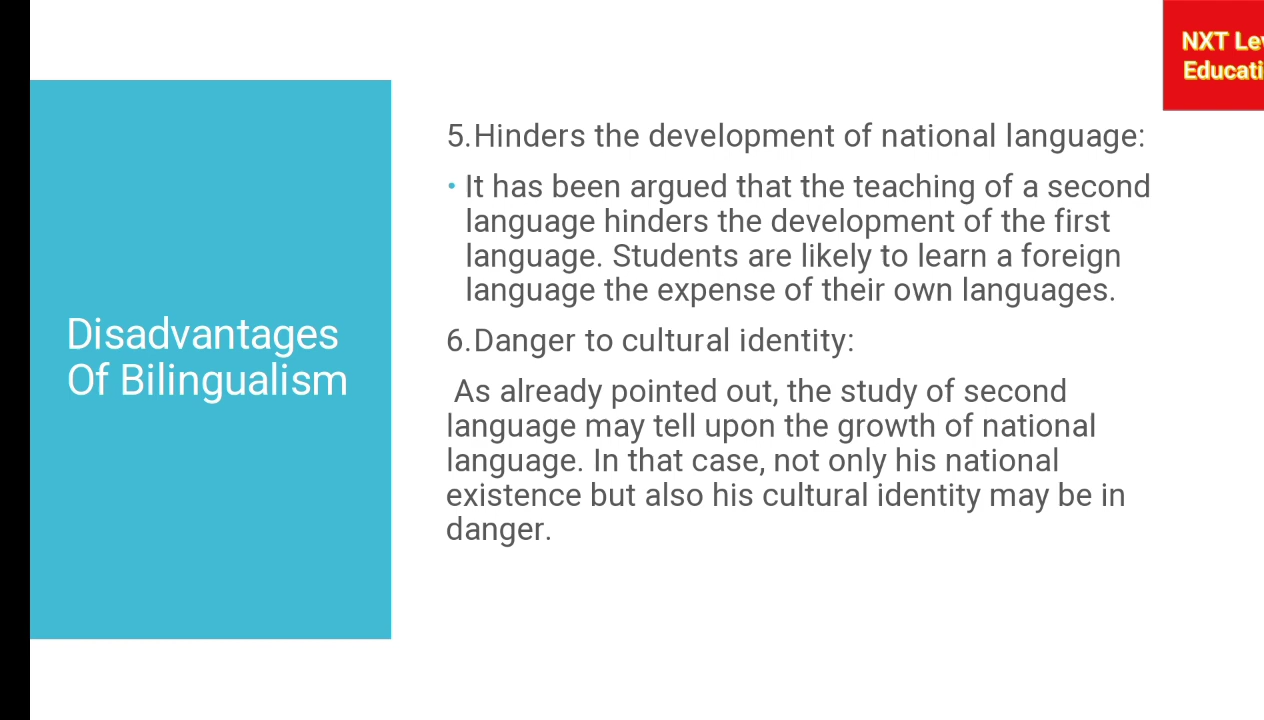 NXT Lev
Educati
5.Hinders the development of national language:
• It has been argued that the teaching of a second
language hinders the development of the first
language. Students are likely to learn a foreign
language the expense of their own languages.
Disadvantages
Of Bilingualism
6.Danger to cultural identity:
As already pointed out, the study of second
language may tell upon the growth of national
language. In that case, not only his national
existence but also his cultural identity may be in
danger.